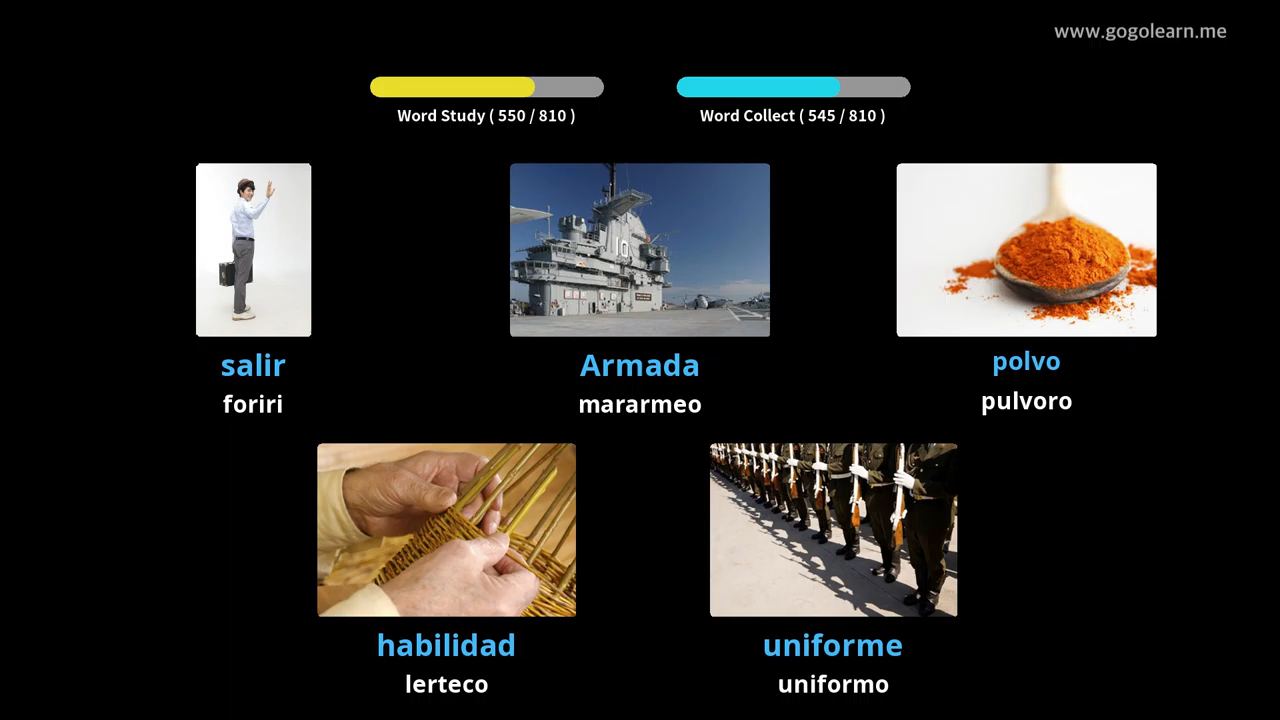 www.gogolearn.me
Word Study ( 550 / 810 )
Word Collect ( 545 / 810 )
salir
foriri
Armada
mararmeo
polvo
pulvoro
habilidad
lerteco
uniforme
uniformo